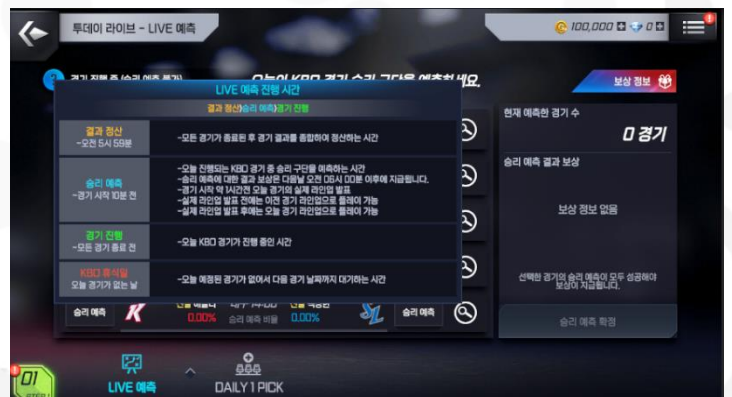 투데이 라이브 - LIVE 예측
100,000
0
오늘의 KBO 경기 승리 구단을 예측하세요.
보상 정보
LIVE 예측 진행 시간
결과 정산>승리 예측>경기 진행
결과 정산
~오전 5시 59분
-모든 경기가 종료된 후 경기 결과를 종합하여 정산하는 시간
승리 예측
~경기 시작 10분 전
-오늘 진행되는 KBO 경기 중 승리 구단을 예측하는 시간
-승리 예측에 대한 결과 보상은 다음날 오전 06시 00분 이후에 지급됩니다.
-경기 시작 약 1시간전 오늘 경기의 실제 라인업 발표
-실제 라인업 발표 전에는 이전 경기 라인업으로 플레이 가능
-실제 라인업 발표 후에는 오늘 경기 라인업으로 플레이 가능
경기 진행
~모든 경기 종료 전
-오늘 KBO 경기가 진행 중인 시간
KBO 휴식일
오늘 경기가 없는 날
-오늘 예정된 경기가 없어서 다음 경기 날짜까지 대기하는 시간
현재 예측한 경기 수
0 경기
승리 예측 결과 보상
보상 정보 없음
선택한 경기의 승리 예측이 모두 성공해야
보상이 지급됩니다.
승리 예측 확정
승리 예측
0.00%
승리 예측 비율
0.00%
승리 예측
01
LIVE 예측
DAILY 1 PICK